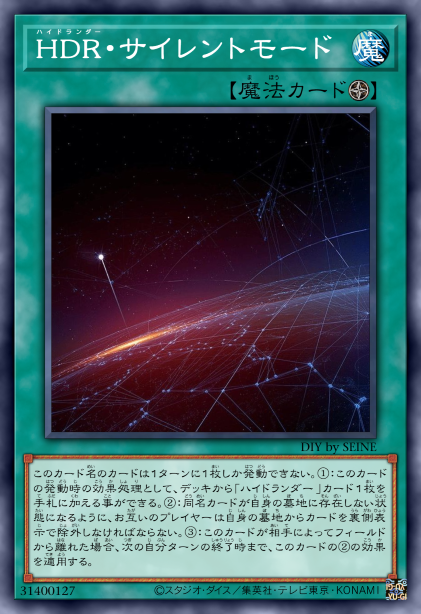 ハイドランダー
HDR・サイレントモード
魔
【魔法カード】
DIY by SEINE
このカード名のカードは1ターンに1枚しか発動できない。①:このカード
の発動時の効果処理として、デッキから「ハイドランダー」カード1枚を
手札に加える事ができる。②:同名カードが自身の墓地に存在しない状
態になるように、お互いのプレイヤーは自身の墓地からカードを裏側表
示で除外しなければならない。③:このカードが相手によってフィールド
から離れた場合、次の自分ターンの終了時まで、このカードの②の効果
を適用する。
31400127
©スタジオ・ダイス/集英社・テレビ東京・KONAMI